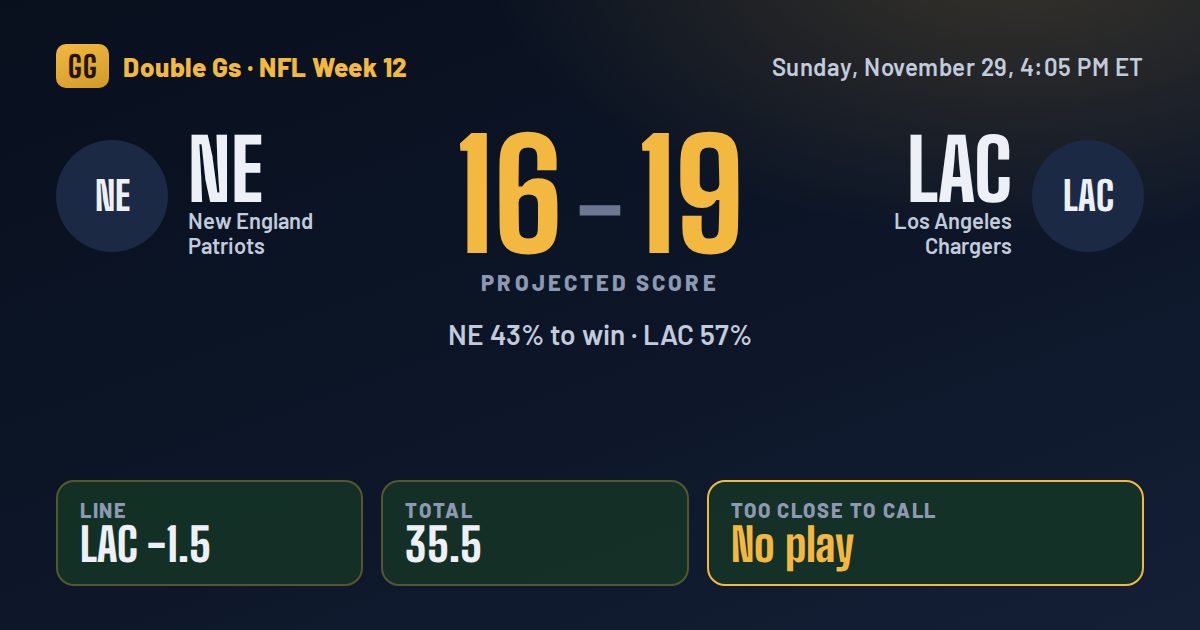 GG
Double Gs · NFL Week 12
Sunday, November 29, 4:05 PM ET
NE
NE
New England
Patriots
16 – 19
PROJECTED SCORE
NE 43% to win · LAC 57%
LAC
Los Angeles
Chargers
LAC
LINE
LAC −1.5
TOTAL
35.5
TOO CLOSE TO CALL
No play